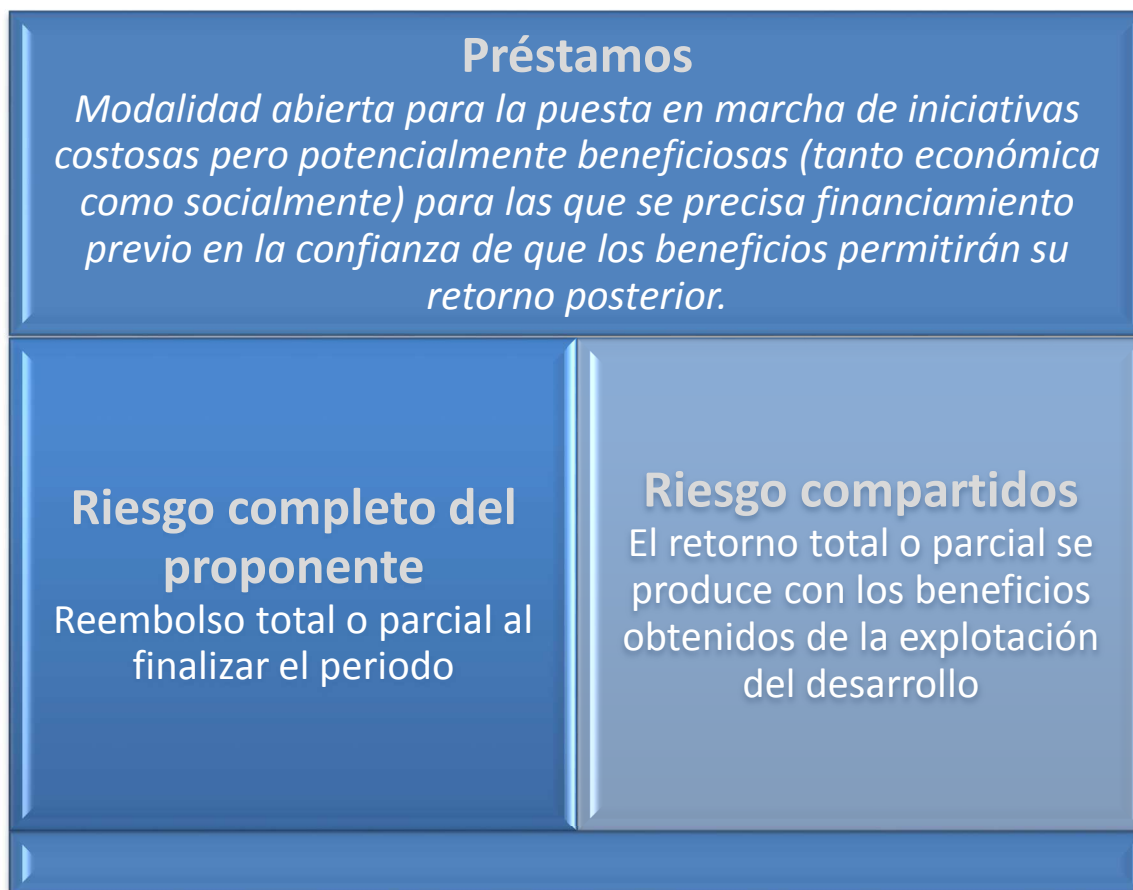 Préstamos
Modalidad abierta para la puesta en marcha de iniciativas
costosas pero potencialmente beneficiosas (tanto económica
como socialmente) para las que se precisa financiamiento
previo en la confianza de que los beneficios permitirán su
retorno posterior.
Riesgo completo del
proponente
Reembolso total o parcial al
finalizar el periodo
Riesgo compartidos
El retorno total o parcial se
produce con los beneficios
obtenidos de la explotación
del desarrollo